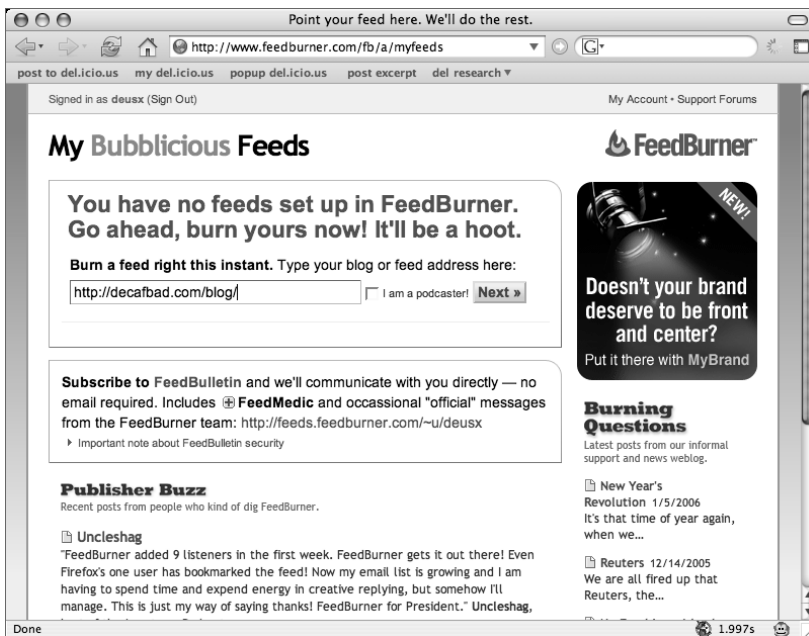 Point your feed here. We'll do the rest.
http://www.feedburner.com/fb/a/myfeeds
G
post to del.icio.us my del.icio.us popup del.icio.us post excerpt del research
Signed in as deusx (Sign Out)
My Account • Support Forums
My Bubblicious Feeds
FeedBurner™
You have no feeds set up in FeedBurner.
Go ahead, burn yours now! It'll be a hoot.
Burn a feed right this instant. Type your blog or feed address here:
http://decafbad.com/blog/
I am a podcaster!
Next »
Subscribe to FeedBulletin and we'll communicate with you directly — no
email required. Includes FeedMedic and occassional "official" messages
from the FeedBurner team: http://feeds.feedburner.com/~u/deusx
Important note about FeedBulletin security
Publisher Buzz
Recent posts from people who kind of dig FeedBurner.
Uncleshag
"FeedBurner added 9 listeners in the first week. FeedBurner gets it out there! Even
Firefox's one user has bookmarked the feed! Now my email list is growing and I am
having to spend time and expend energy in creative replying, but somehow I'll
manage. This is just my way of saying thanks! FeedBurner for President." Uncleshag,
NEW!
Doesn't your brand
deserve to be front
and center?
Put it there with MyBrand
Burning
Questions
Latest posts from our informal
support and news weblog.
New Year's
Revolution 1/5/2006
It's that time of year again,
when we...
Reuters 12/14/2005
We are all fired up that
Reuters, the...
Done
1.997s